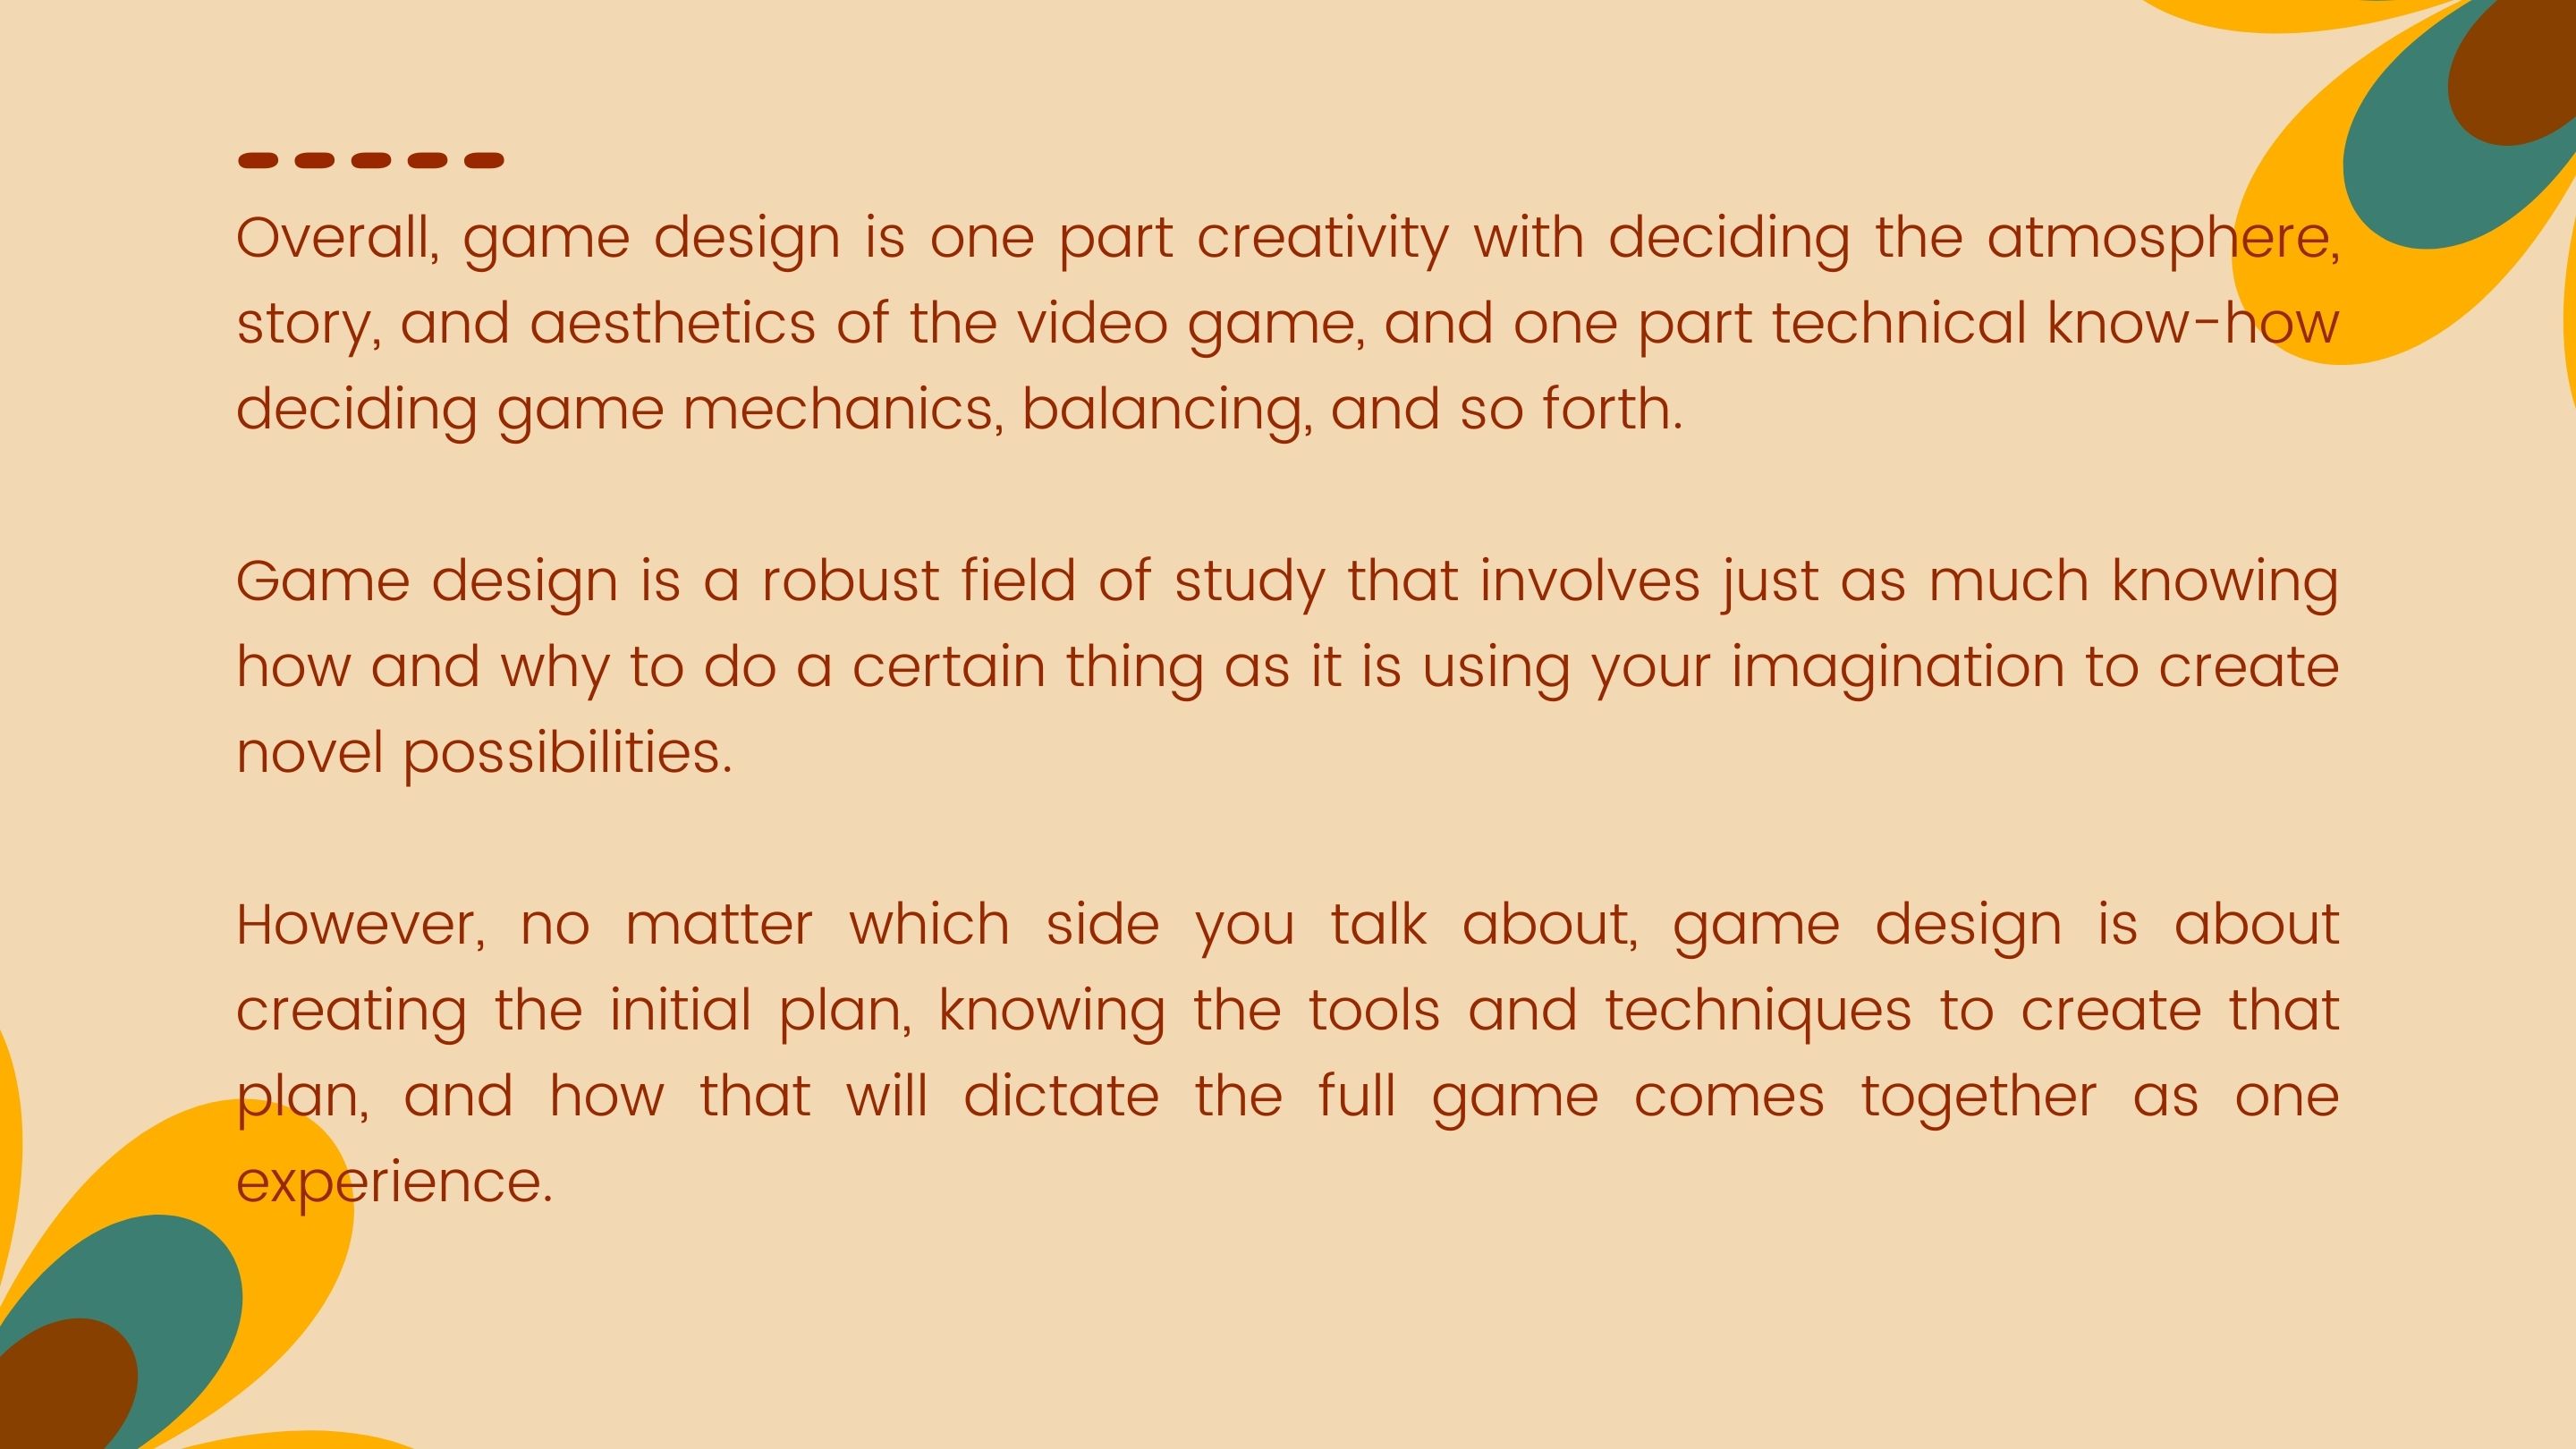 Overall, game design is one part creativity with deciding the atmosphere,
story, and aesthetics of the video game, and one part technical know-how
deciding game mechanics, balancing, and so forth.
Game design is a robust field of study that involves just as much knowing
how and why to do a certain thing as it is using your imagination to create
novel possibilities.
However, no matter which side you talk about, game design is about
creating the initial plan, knowing the tools and techniques to create that
plan, and how that will dictate the full game comes together as one
experience.